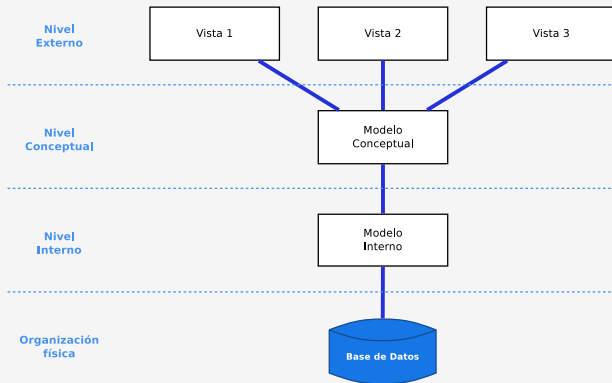 Nivel
Externo
Vista 1
Vista 2
Vista 3
Nivel
Conceptual
Modelo
Conceptual
Nivel
Interno
Modelo
Interno
Organización
física
Base de Datos